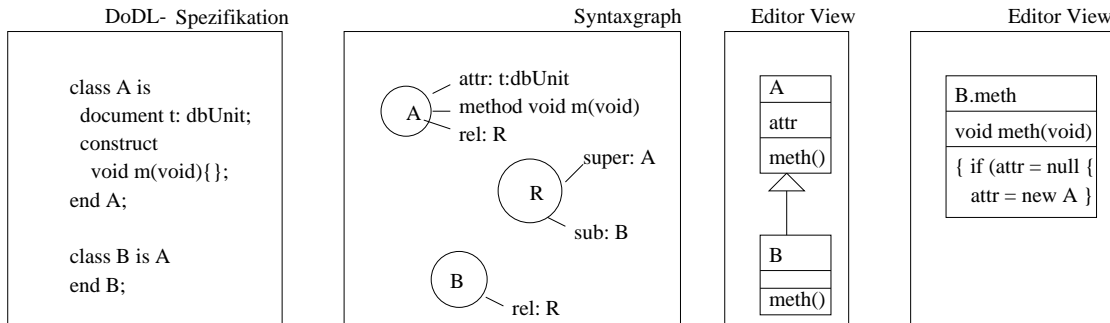 DoDL- Spezifikation
class A is
document t: dbUnit;
construct
void m(void){};
end A;
class B is A
end B;
Syntaxgraph
A
attr: t:dbUnit
method void m(void)
rel: R
R
super: A
sub: B
B
rel: R
Editor View
A
attr
meth()
B
meth()
Editor View
B.meth
void meth(void)
{ if (attr = null {
attr = new A }